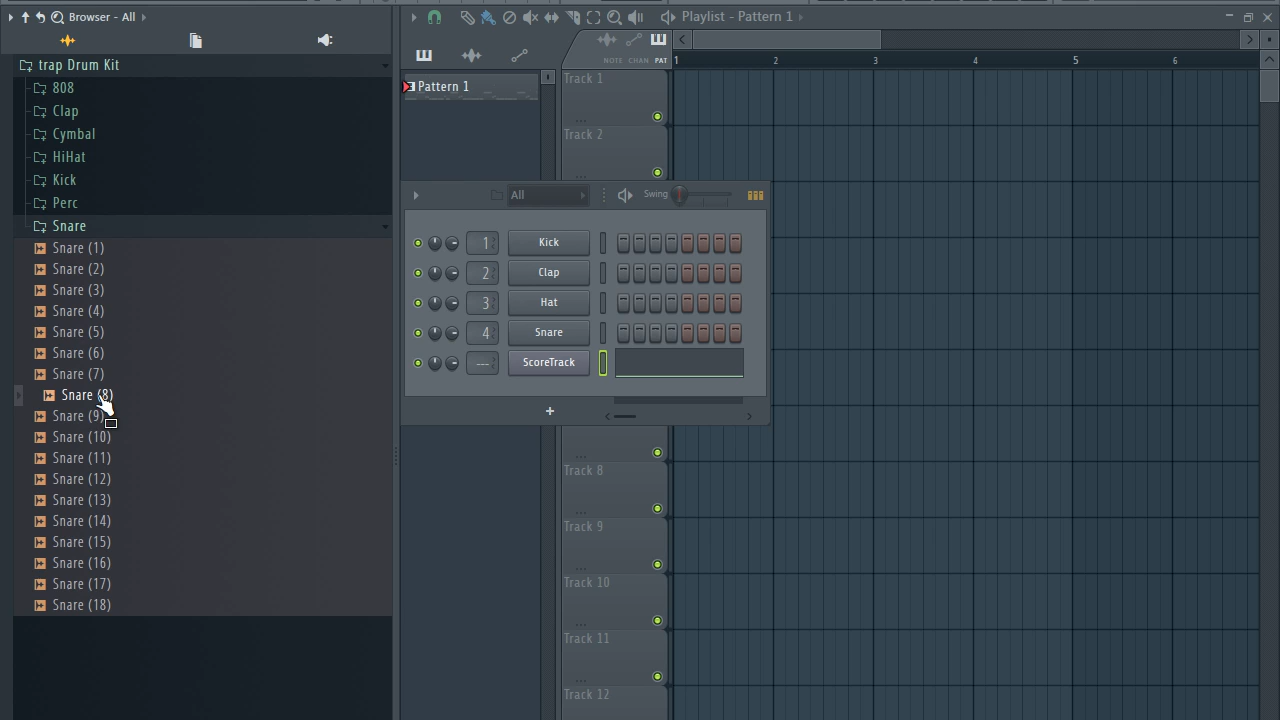 Browser - All
trap Drum Kit
808
Clap
Cymbal
HiHat
Kick
Perc
Snare
Snare (1)
Snare (2)
Snare (3)
Snare (4)
Snare (5)
Snare (6)
Snare (7)
Snare (8)
Snare (9)
Snare (10)
Snare (11)
Snare (12)
Snare (13)
Snare (14)
Snare (15)
Snare (16)
Snare (17)
Snare (18)
Playlist - Pattern 1
NOTE CHAN PAT
1 2 3 4 5 6
Pattern 1
Track 1
...
Track 2
...
All
Swing
1 Kick
2 Clap
3 Hat
4 Snare
--- ScoreTrack
+
...
Track 8
...
Track 9
...
Track 10
...
Track 11
...
Track 12